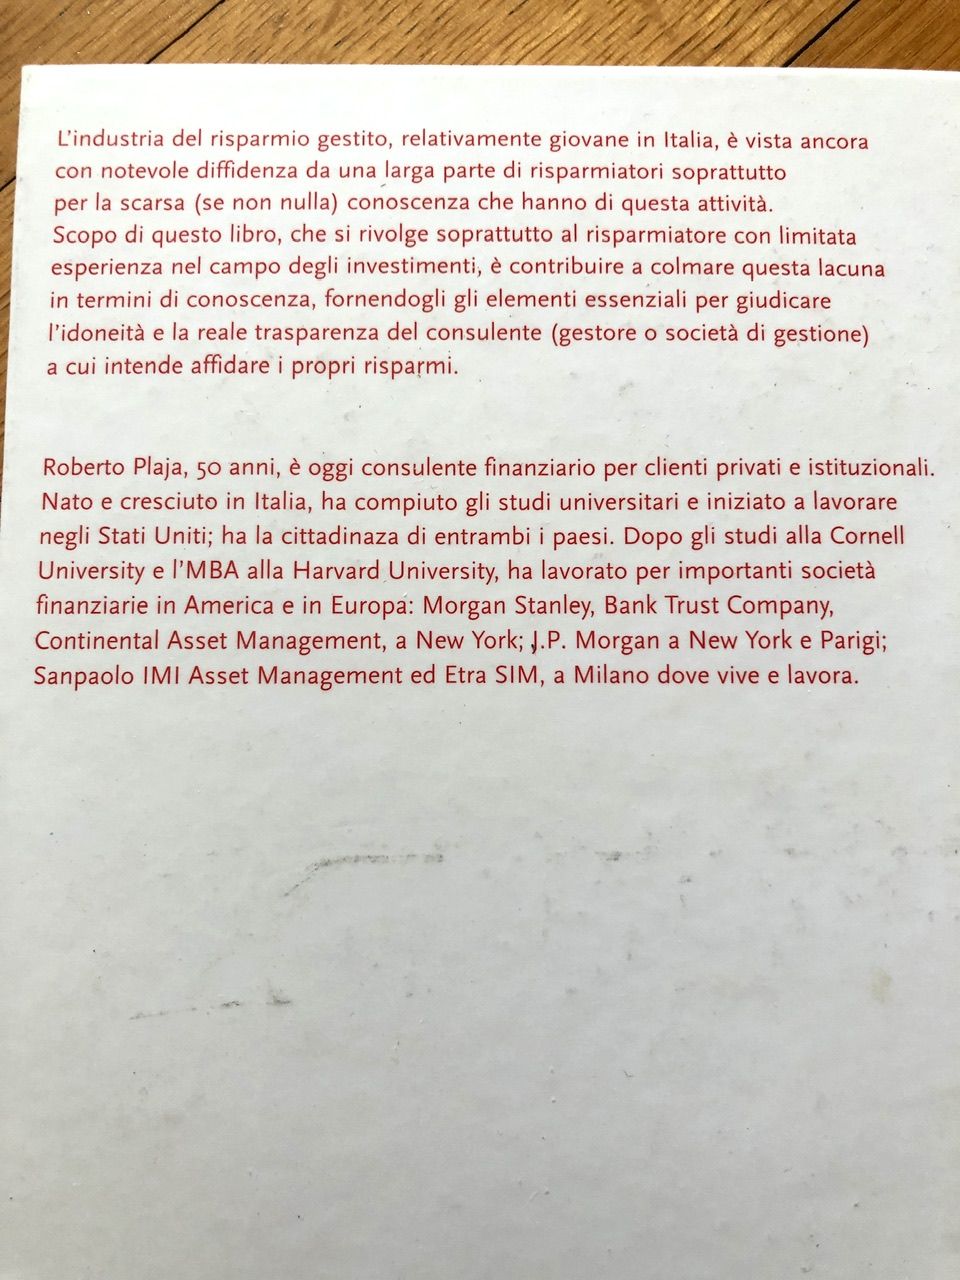 L'industria del risparmio gestito, relativamente giovane in Italia, è vista ancora
con notevole diffidenza da una larga parte di risparmiatori soprattutto
per la scarsa (se non nulla) conoscenza che hanno di questa attività.
Scopo di questo libro, che si rivolge soprattutto al risparmiatore con limitata
esperienza nel campo degli investimenti, è contribuire a colmare questa lacuna
in termini di conoscenza, fornendogli gli elementi essenziali per giudicare
l'idoneità e la reale trasparenza del consulente (gestore o società di gestione)
a cui intende affidare i propri risparmi.
Roberto Plaja, 50 anni, è oggi consulente finanziario per clienti privati e istituzionali.
Nato e cresciuto in Italia, ha compiuto gli studi universitari e iniziato a lavorare
negli Stati Uniti; ha la cittadinaza di entrambi i paesi. Dopo gli studi alla Cornell
University e l'MBA alla Harvard University, ha lavorato per importanti società
finanziarie in America e in Europa: Morgan Stanley, Bank Trust Company,
Continental Asset Management, a New York; J.P. Morgan a New York e Parigi;
Sanpaolo IMI Asset Management ed Etra SIM, a Milano dove vive e lavora.